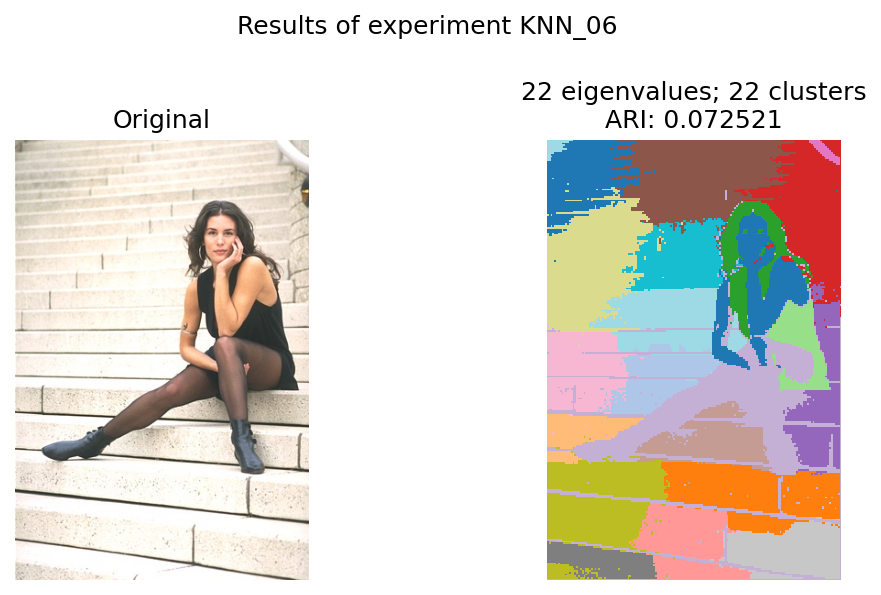 Results of experiment KNN_06
Original
22 eigenvalues; 22 clusters
ARI: 0.072521